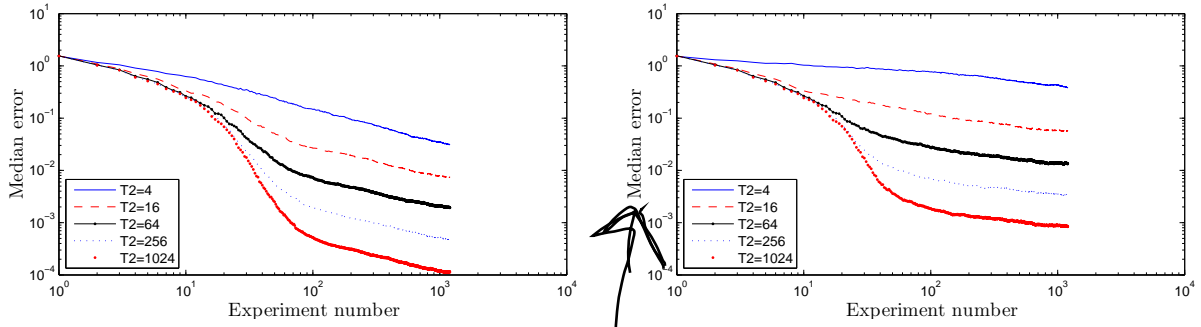 10^1
10^0
10^-1
10^-2
10^-3
10^-4
Median error
T2=4
T2=16
T2=64
T2=256
T2=1024
10^0 10^1 10^2 10^3 10^4
Experiment number
10^1
10^0
10^-1
10^-2
10^-4
Median error
T2=4
T2=16
T2=64
T2=256
T2=1024
10^0 10^1 10^2 10^3 10^4
Experiment number